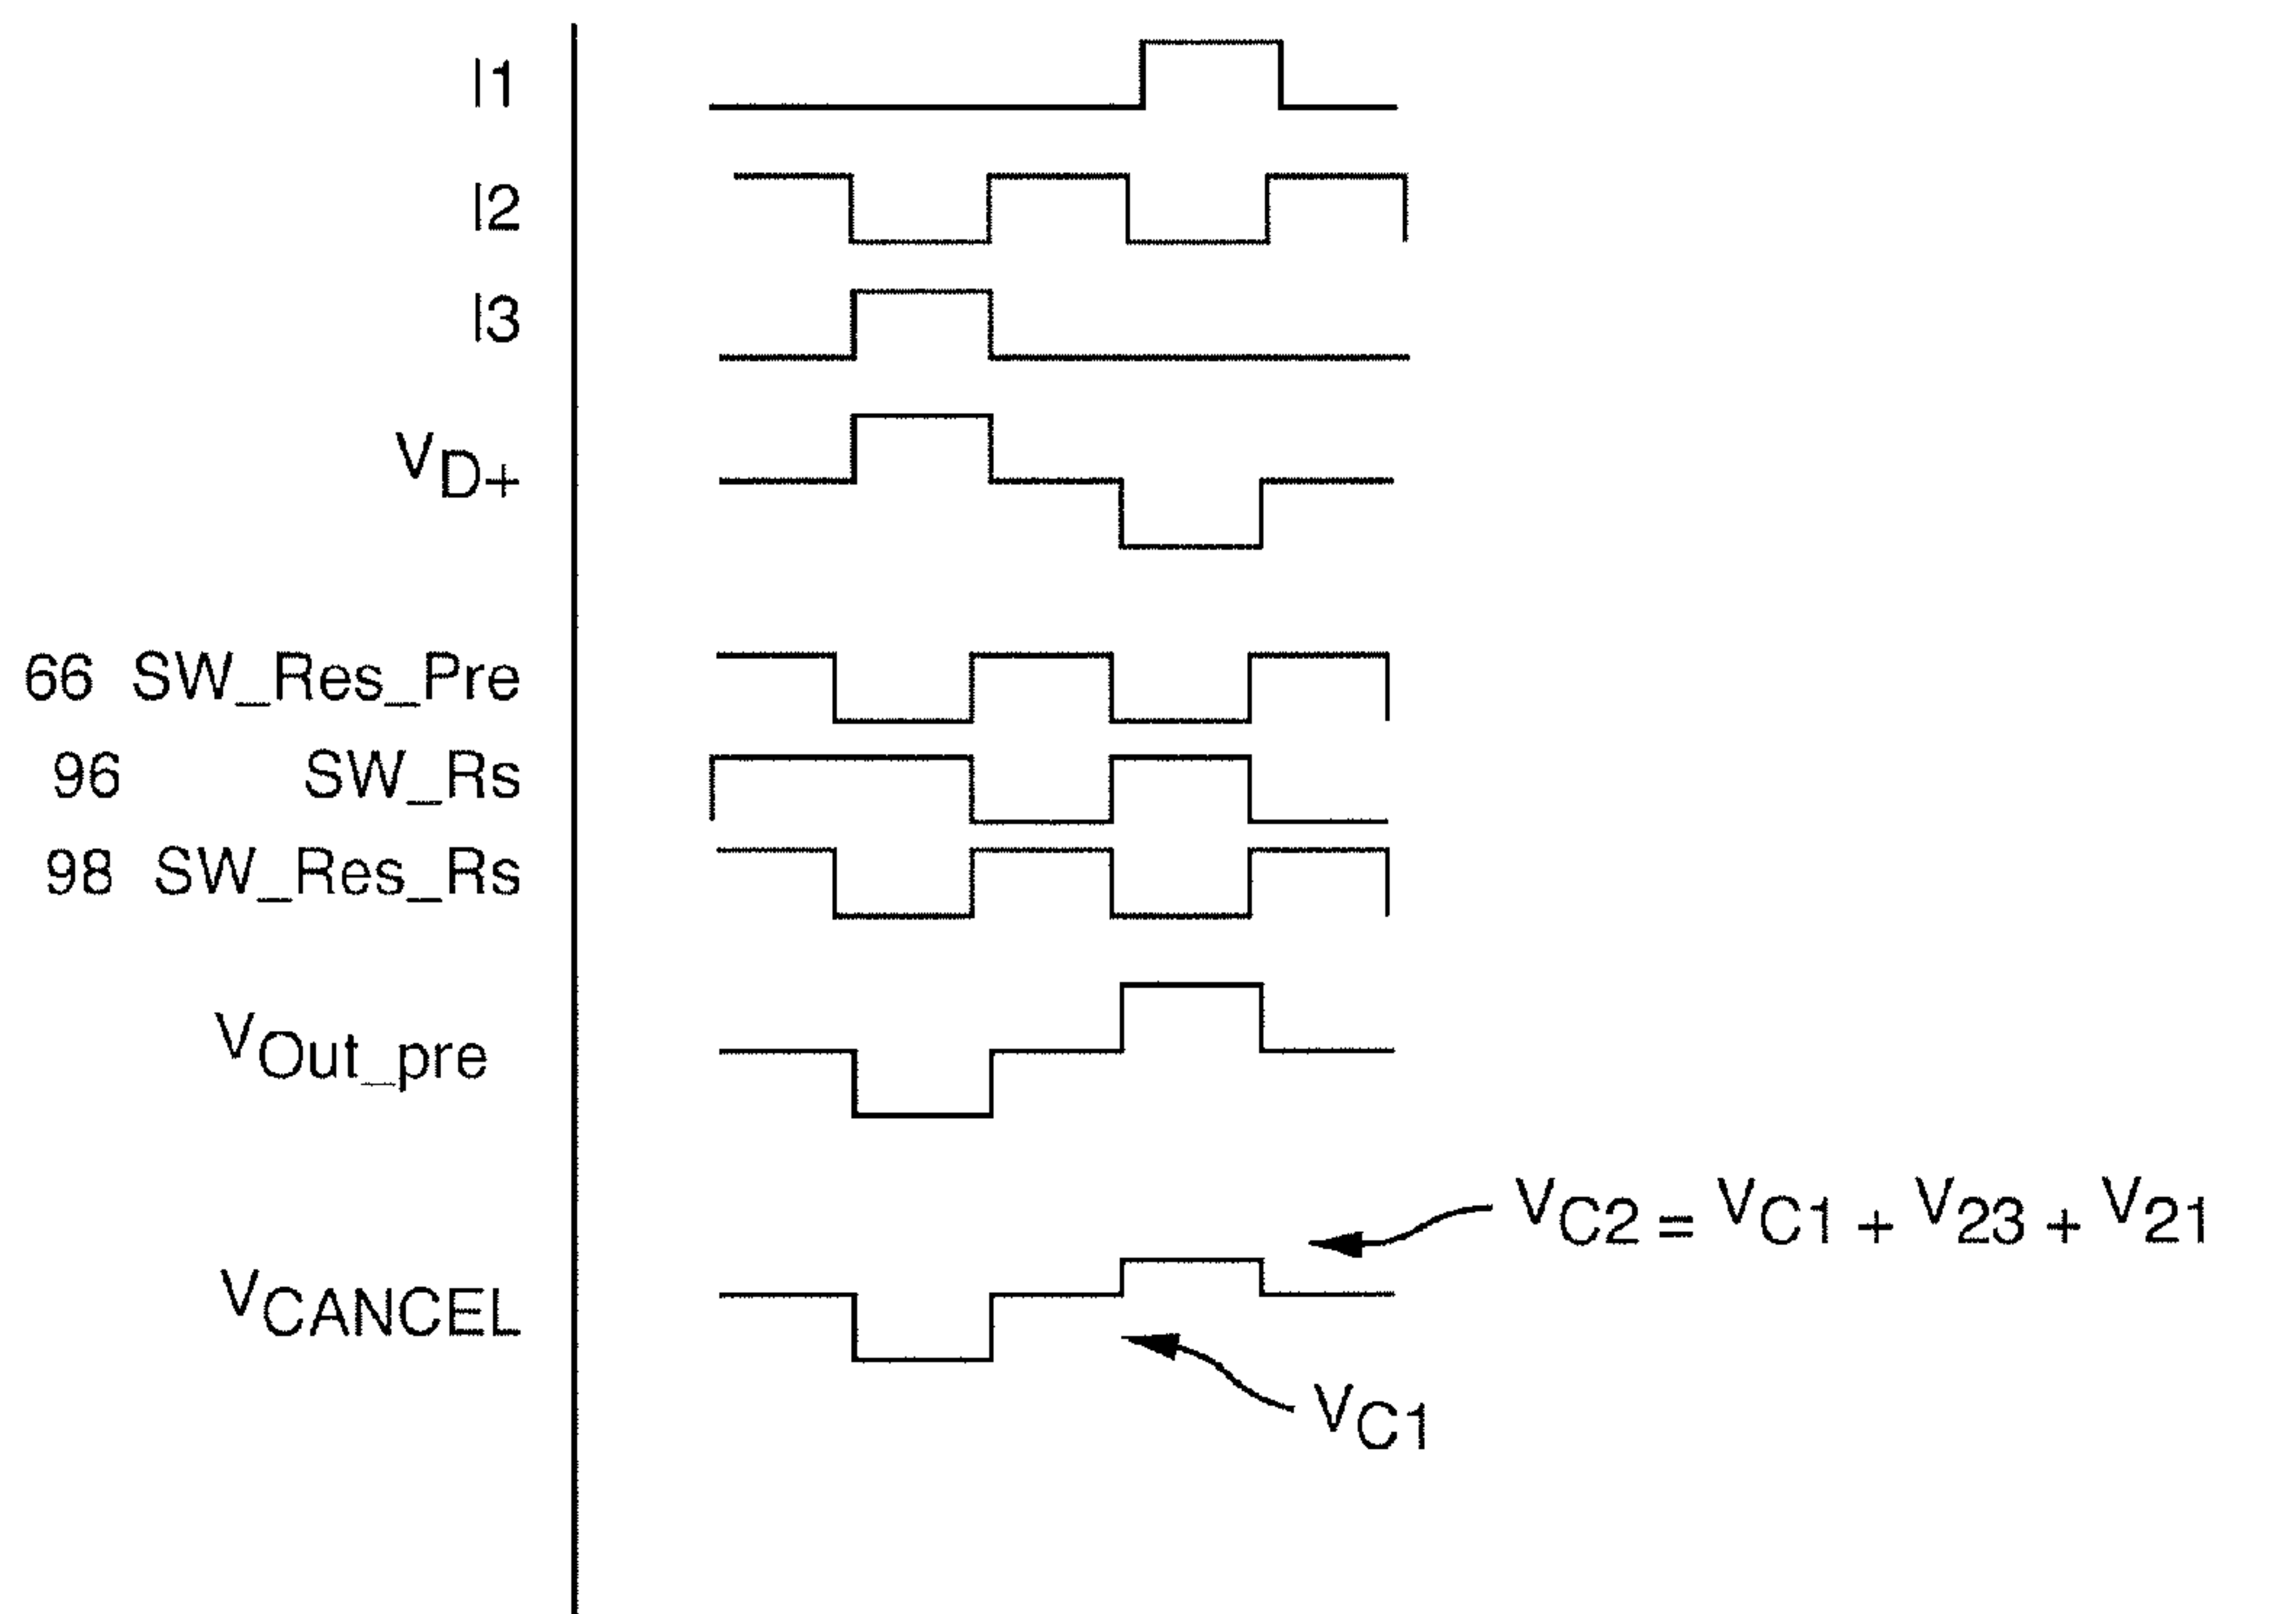 I1
I2
I3
VD+
66 SW_Res_Pre
96 SW_Rs
98 SW_Res_Rs
VOut_pre
VC2 = VC1 + V23 + V21
VCANCEL
VC1